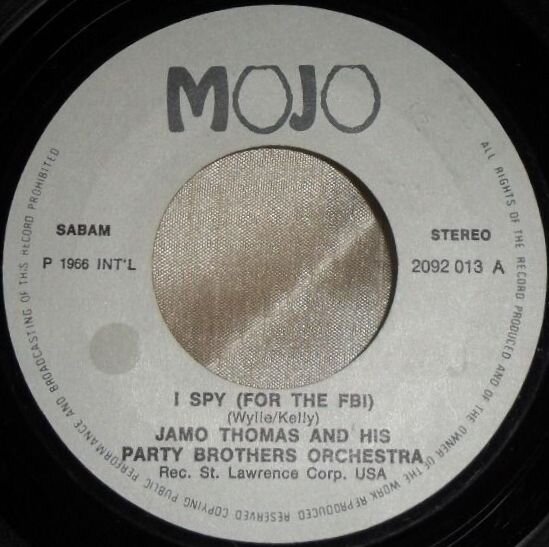 MOJO
SABAM
STEREO
P 1966 INT'L
2092 013 A
I SPY (FOR THE FBI)
(Wylie/Kelly)
JAMO THOMAS AND HIS
PARTY BROTHERS ORCHESTRA
Rec. St. Lawrence Corp. USA
ALL RIGHTS OF THE RECORD PRODUCED AND OF THE OWNER OF THE WORK REPRODUCED RESERVED COPYING PUBLIC PERFORMANCE AND BROADCASTING OF THIS RECORD PROHIBITED